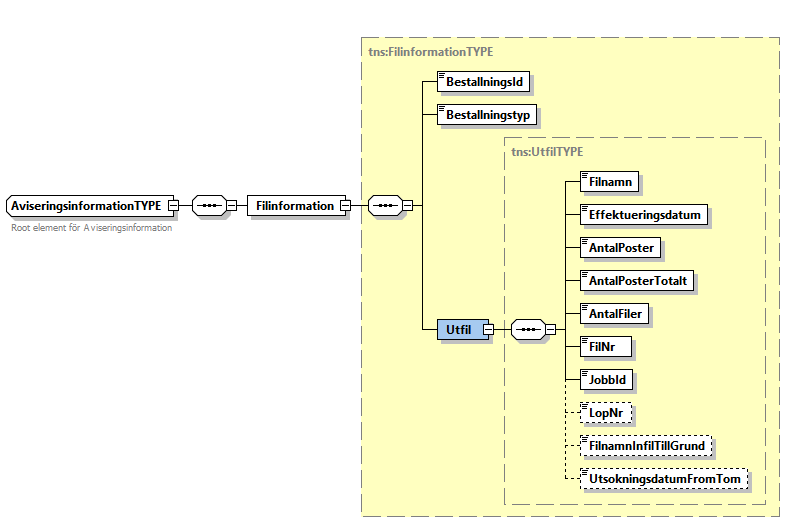 tns:FilinformationTYPE
BestallningsId
Bestallningstyp
tns:UtfilTYPE
AviseringsinformationTYPE
Root element för Aviseringsinformation
Filinformation
Utfil
Filnamn
Effektueringsdatum
AntalPoster
AntalPosterTotalt
AntalFiler
FilNr
JobbId
LopNr
FilnamnInfilTillGrund
UtsokningsdatumFromTom